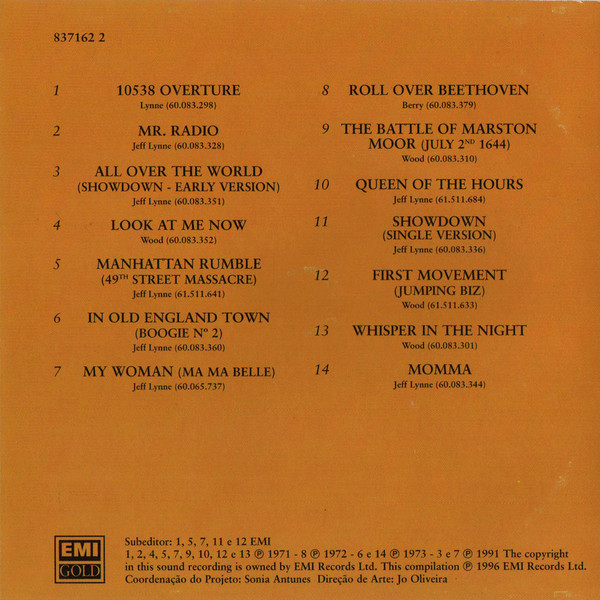 837162 2
1 10538 OVERTURE
Lynne (60.083.298)
2 MR. RADIO
Jeff Lynne (60.083.328)
3 ALL OVER THE WORLD
(SHOWDOWN - EARLY VERSION)
Jeff Lynne (60.083.351)
4 LOOK AT ME NOW
Wood (60.083.352)
5 MANHATTAN RUMBLE
(49TH STREET MASSACRE)
Jeff Lynne (61.511.641)
6 IN OLD ENGLAND TOWN
(BOOGIE Nº 2)
Jeff Lynne (60.083.360)
7 MY WOMAN (MA MA BELLE)
Jeff Lynne (60.065.737)
8 ROLL OVER BEETHOVEN
Berry (60.083.379)
9 THE BATTLE OF MARSTON
MOOR (JULY 2ND 1644)
Wood (60.083.310)
10 QUEEN OF THE HOURS
Jeff Lynne (61.511.684)
11 SHOWDOWN
(SINGLE VERSION)
Jeff Lynne (60.083.336)
12 FIRST MOVEMENT
(JUMPING BIZ)
Wood (61.511.633)
13 WHISPER IN THE NIGHT
Wood (60.083.301)
14 MOMMA
Jeff Lynne (60.083.344)
EMI
GOLD
Subeditor: 1, 5, 7, 11 e 12 EMI
1, 2, 4, 5, 7, 9, 10, 12 e 13 ℗ 1971 - 8 ℗ 1972 - 6 e 14 ℗ 1973 - 3 e 7 ℗ 1991 The copyright
in this sound recording is owned by EMI Records Ltd. This compilation ℗ 1996 EMI Records Ltd.
Coordenação do Projeto: Sonia Antunes Direção de Arte: Jo Oliveira